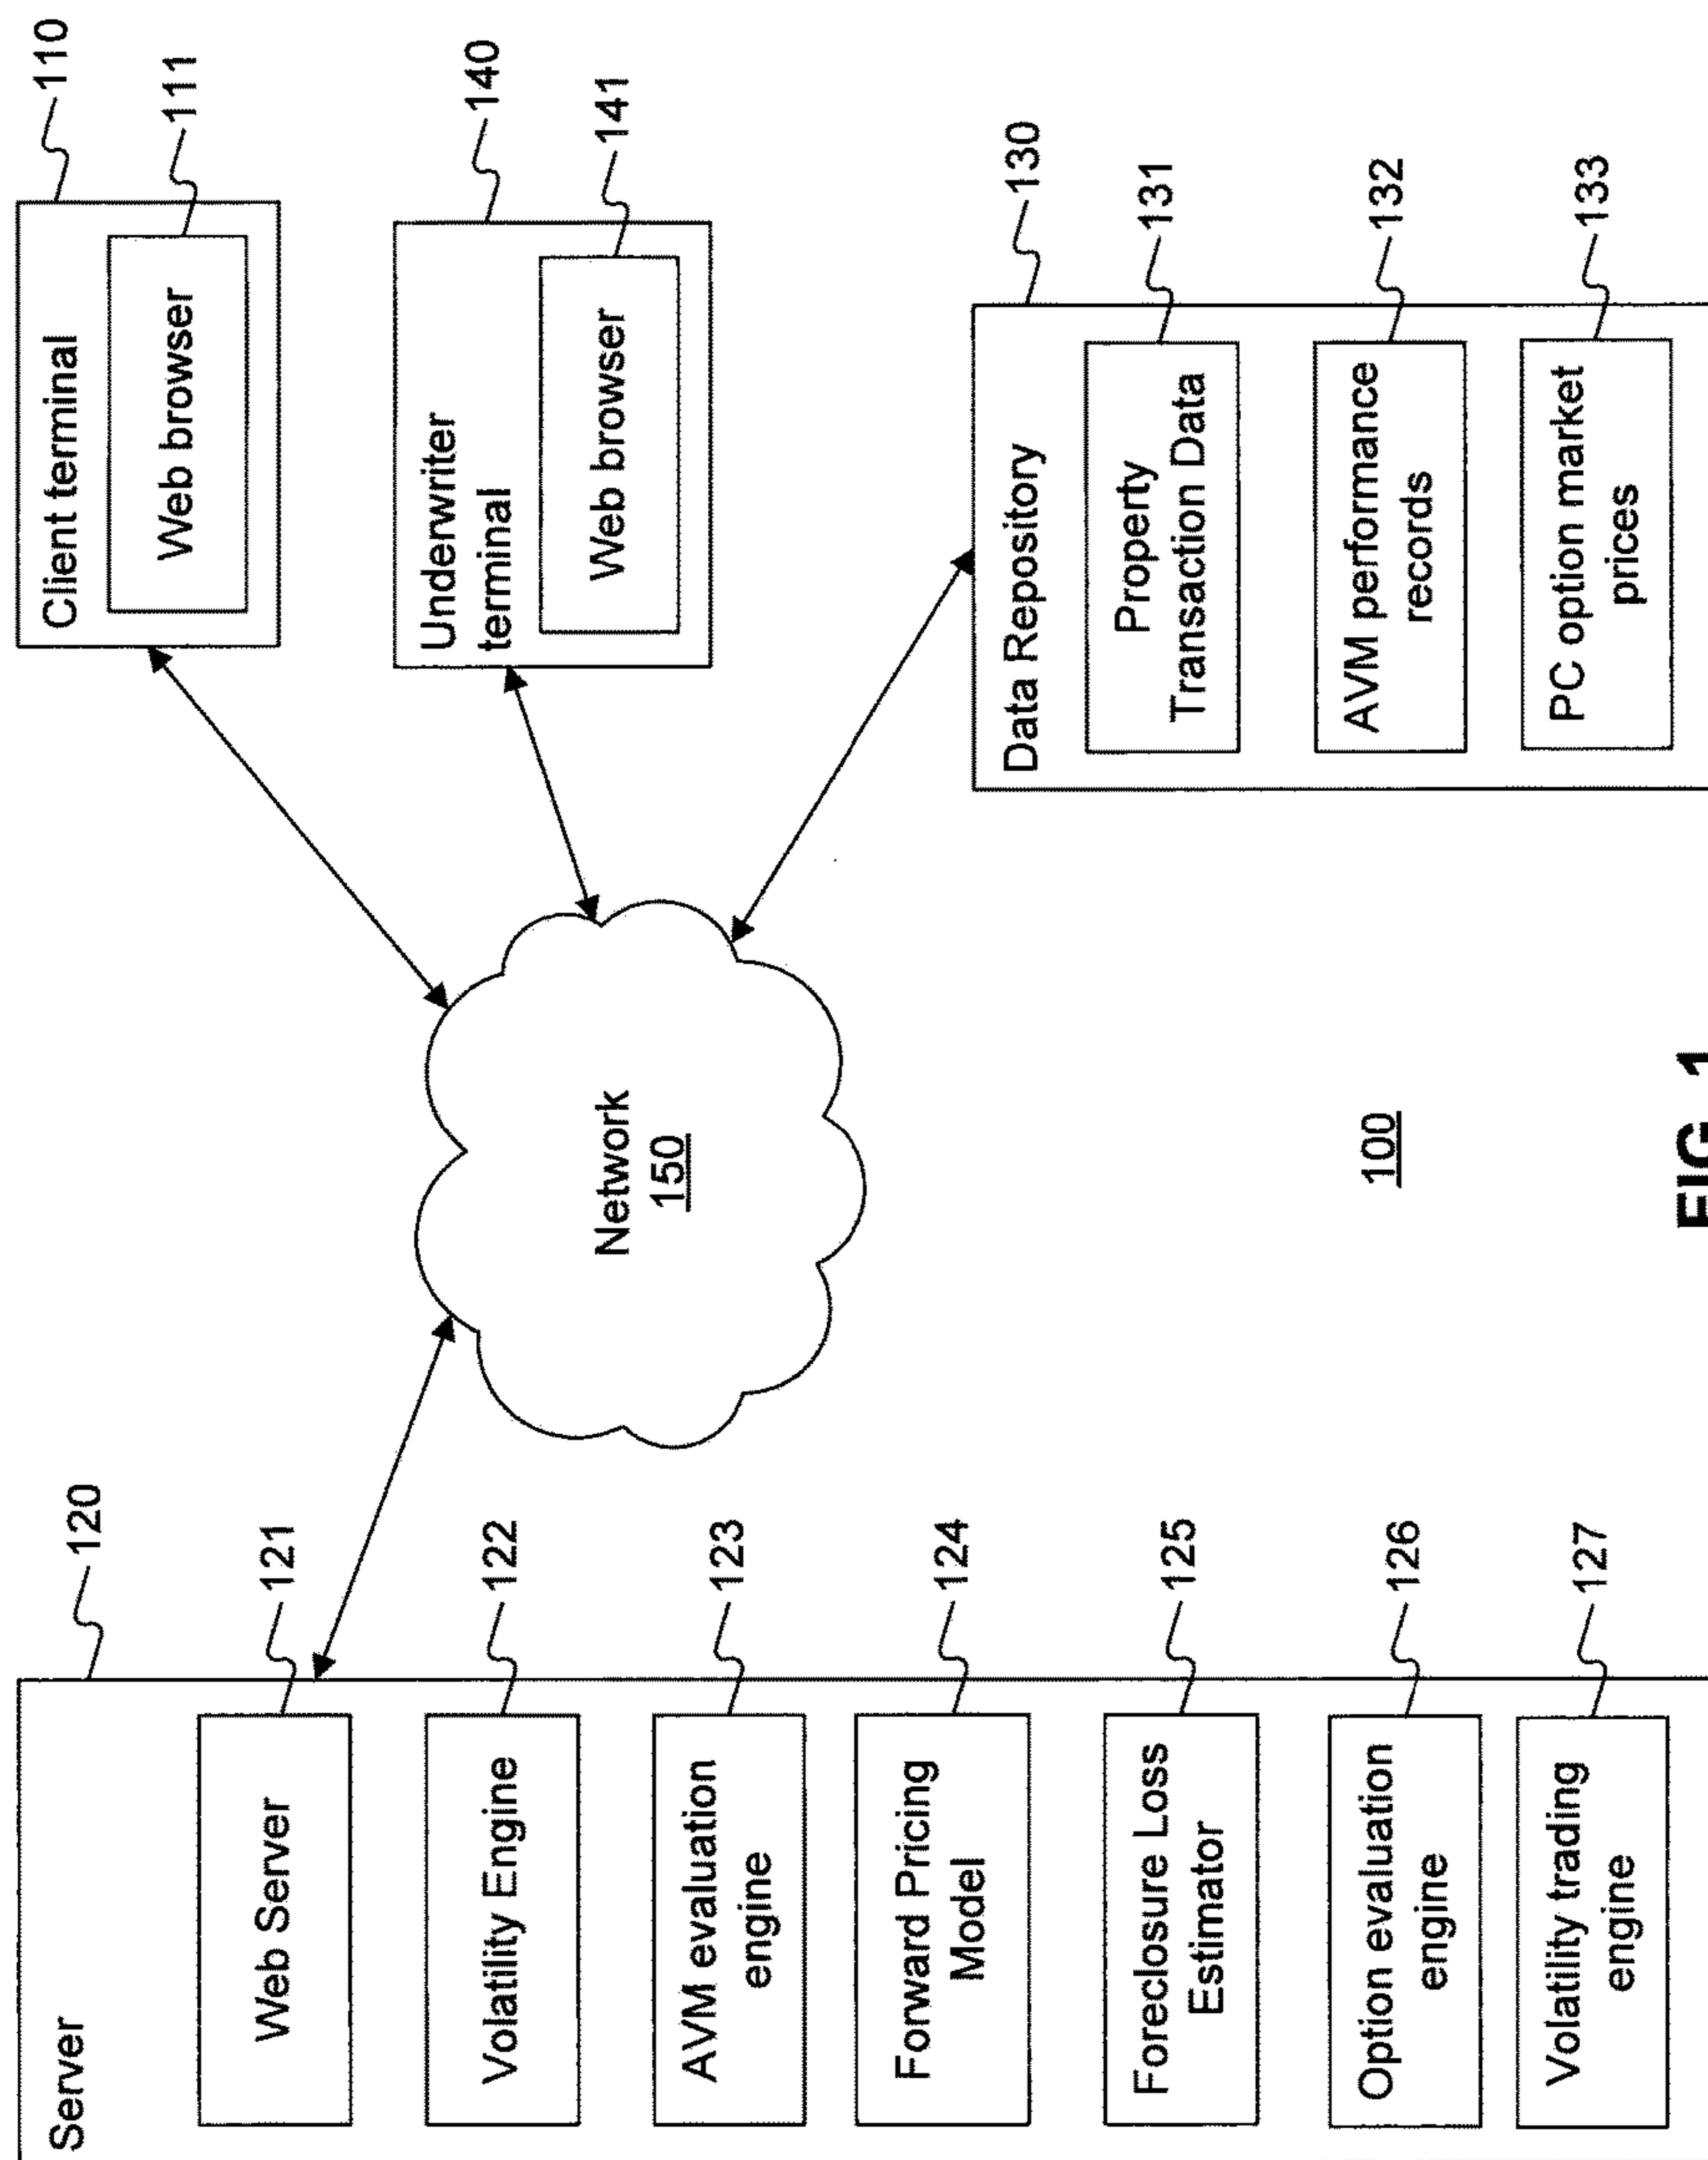 Server
120
Web Server
121
Volatility Engine
122
AVM evaluation
engine
123
Forward Pricing
Model
124
Foreclosure Loss
Estimator
125
Option evaluation
engine
126
Volatility trading
engine
127
Network
150
Client terminal
110
Web browser
111
Underwriter
terminal
140
Web browser
141
Data Repository
130
Property
Transaction Data
131
AVM performance
records
132
PC option market
prices
133
100
FIG. 1